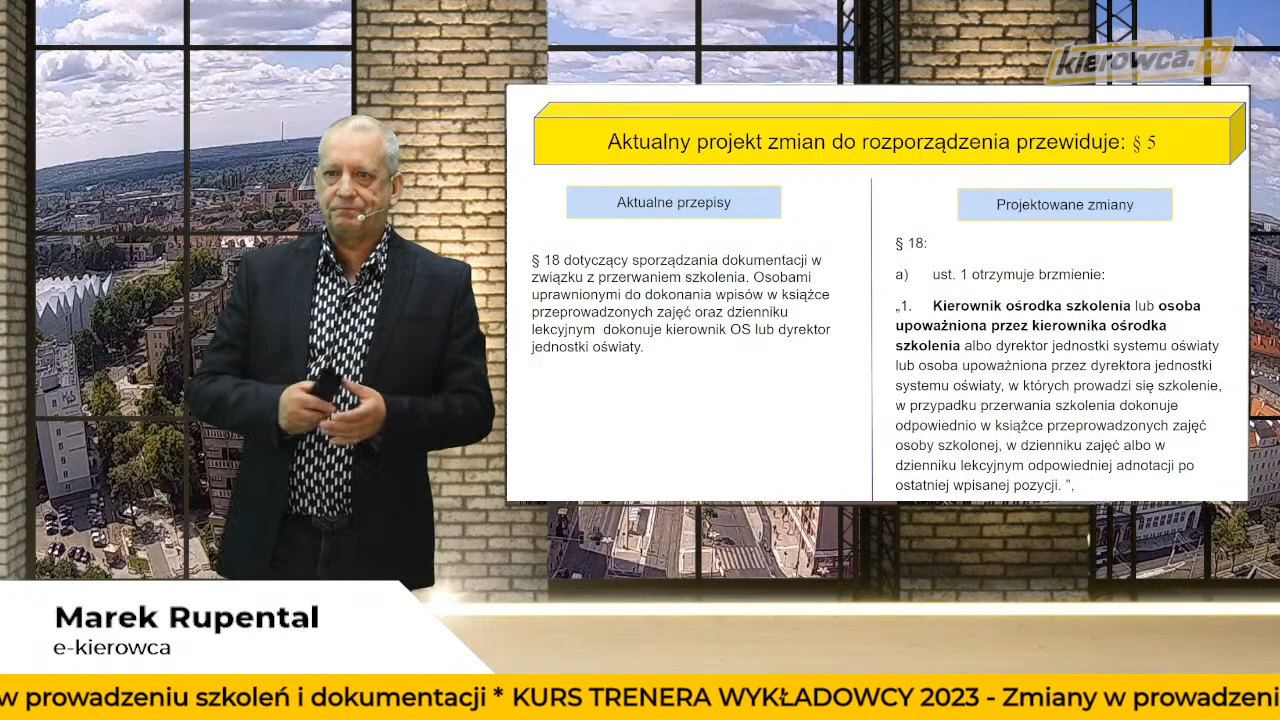 kierowca.pl
Aktualny projekt zmian do rozporządzenia przewiduje: § 5
Aktualne przepisy
§ 18 dotyczący sporządzania dokumentacji w
związku z przerwaniem szkolenia. Osobami
uprawnionymi do dokonania wpisów w książce
przeprowadzonych zajęć oraz dzienniku
lekcyjnym dokonuje kierownik OS lub dyrektor
jednostki oświaty.
Projektowane zmiany
§ 18:
a) ust. 1 otrzymuje brzmienie:
„1. Kierownik ośrodka szkolenia lub osoba
upoważniona przez kierownika ośrodka
szkolenia albo dyrektor jednostki systemu oświaty
lub osoba upoważniona przez dyrektora jednostki
systemu oświaty, w których prowadzi się szkolenie,
w przypadku przerwania szkolenia dokonuje
odpowiednio w książce przeprowadzonych zajęć
osoby szkolonej, w dzienniku zajęć albo w
dzienniku lekcyjnym odpowiedniej adnotacji po
ostatniej wpisanej pozycji. ”,
Marek Rupental
e-kierowca
w prowadzeniu szkoleń i dokumentacji * KURS TRENERA WYKŁADOWCY 2023 - Zmiany w prowadzeni